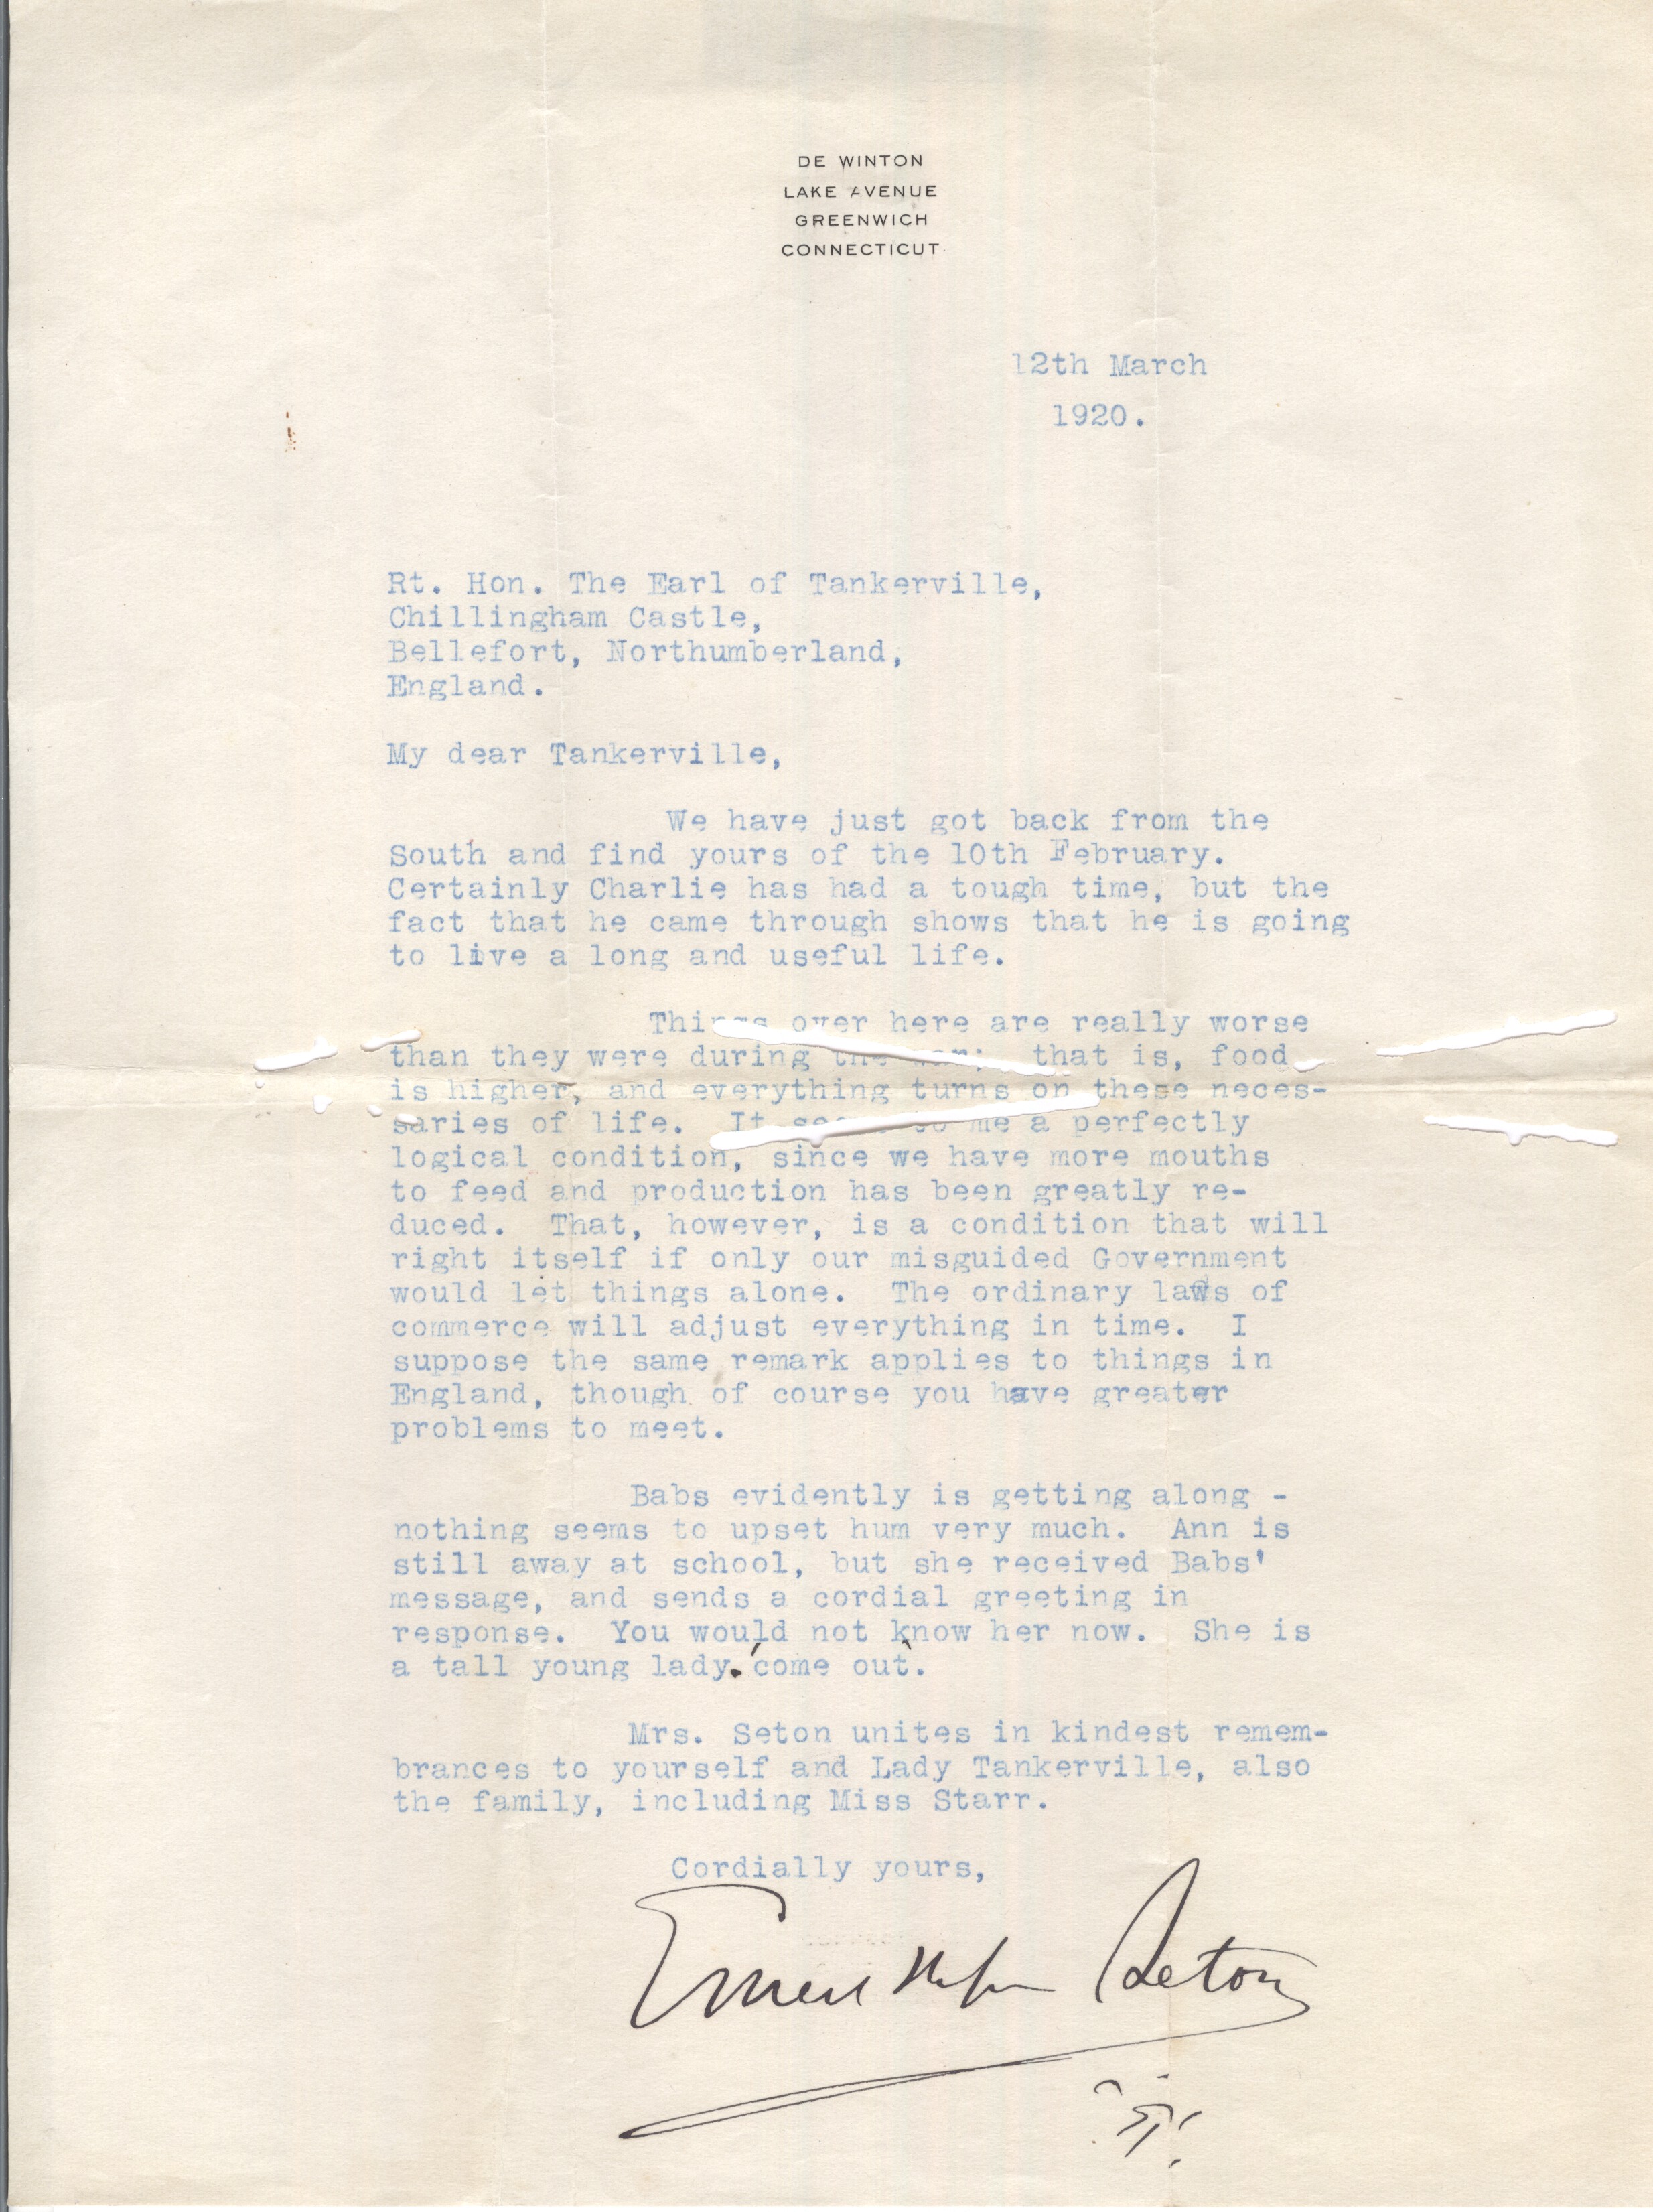 DE WINTON
LAKE AVENUE
GREENWICH
CONNECTICUT
12th March
1920.
Rt. Hon. The Earl of Tankerville,
Chillingham Castle,
Bellefort, Northumberland,
England.
My dear Tankerville,
We have just got back from the
South and find yours of the 10th February.
Certainly Charlie has had a tough time, but the
fact that he came through shows that he is going
to live a long and useful life.
Things over here are really worse
than they were during the war; that is, food
is higher, and everything turns on these neces-
saries of life. It seems to me a perfectly
logical condition, since we have more mouths
to feed and production has been greatly re-
duced. That, however, is a condition that will
right itself if only our misguided Government
would let things alone. The ordinary laws of
commerce will adjust everything in time. I
suppose the same remark applies to things in
England, though of course you have greater
problems to meet.
Babs evidently is getting along -
nothing seems to upset hum very much. Ann is
still away at school, but she received Babs'
message, and sends a cordial greeting in
response. You would not know her now. She is
a tall young lady. 'come out'.
Mrs. Seton unites in kindest remem-
brances to yourself and Lady Tankerville, also
the family, including Miss Starr.
Cordially yours,
Ernest Thompson Seton